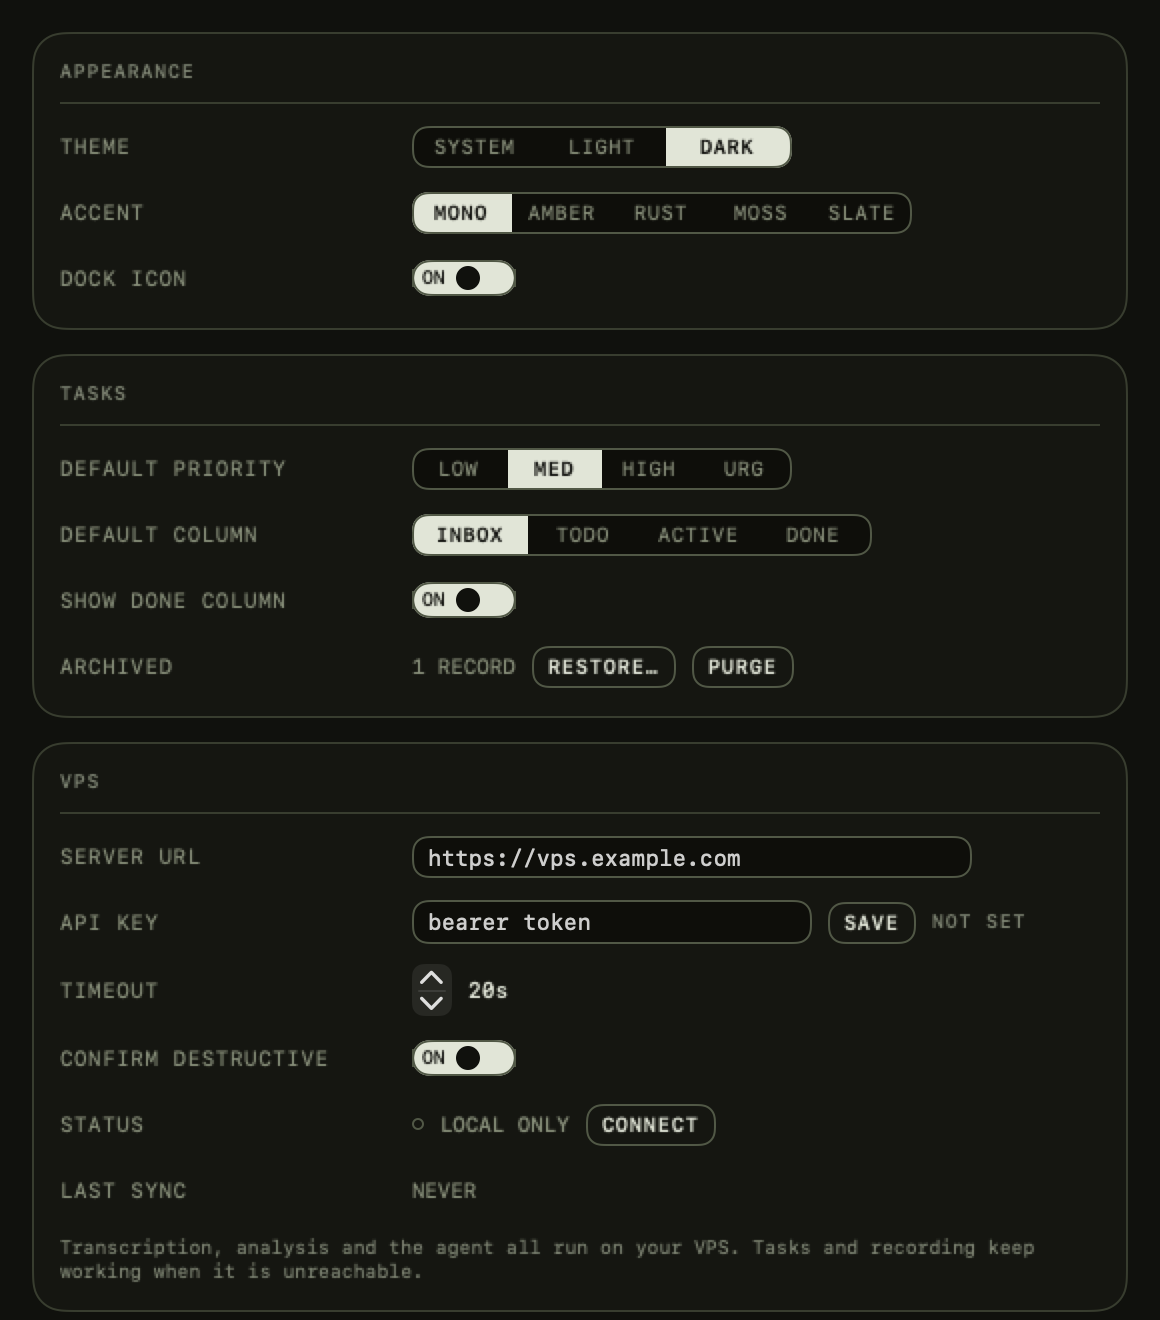 APPEARANCE
THEME SYSTEM LIGHT DARK
ACCENT MONO AMBER RUST MOSS SLATE
DOCK ICON ON
TASKS
DEFAULT PRIORITY LOW MED HIGH URG
DEFAULT COLUMN INBOX TODO ACTIVE DONE
SHOW DONE COLUMN ON
ARCHIVED 1 RECORD RESTORE… PURGE
VPS
SERVER URL https://vps.example.com
API KEY bearer token SAVE NOT SET
TIMEOUT 20s
CONFIRM DESTRUCTIVE ON
STATUS LOCAL ONLY CONNECT
LAST SYNC NEVER
Transcription, analysis and the agent all run on your VPS. Tasks and recording keep
working when it is unreachable.